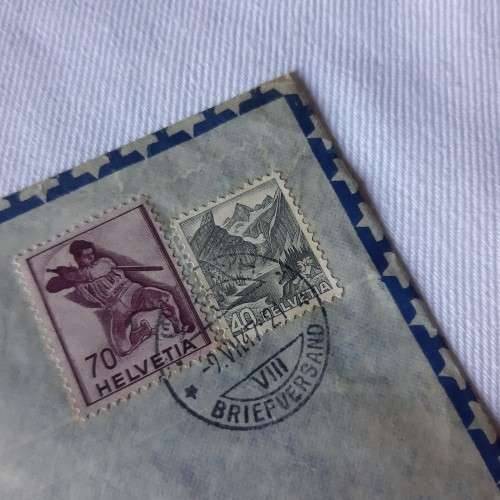 70
HELVETIA
40
HELVETIA
VIII
BRIEFVERSAND